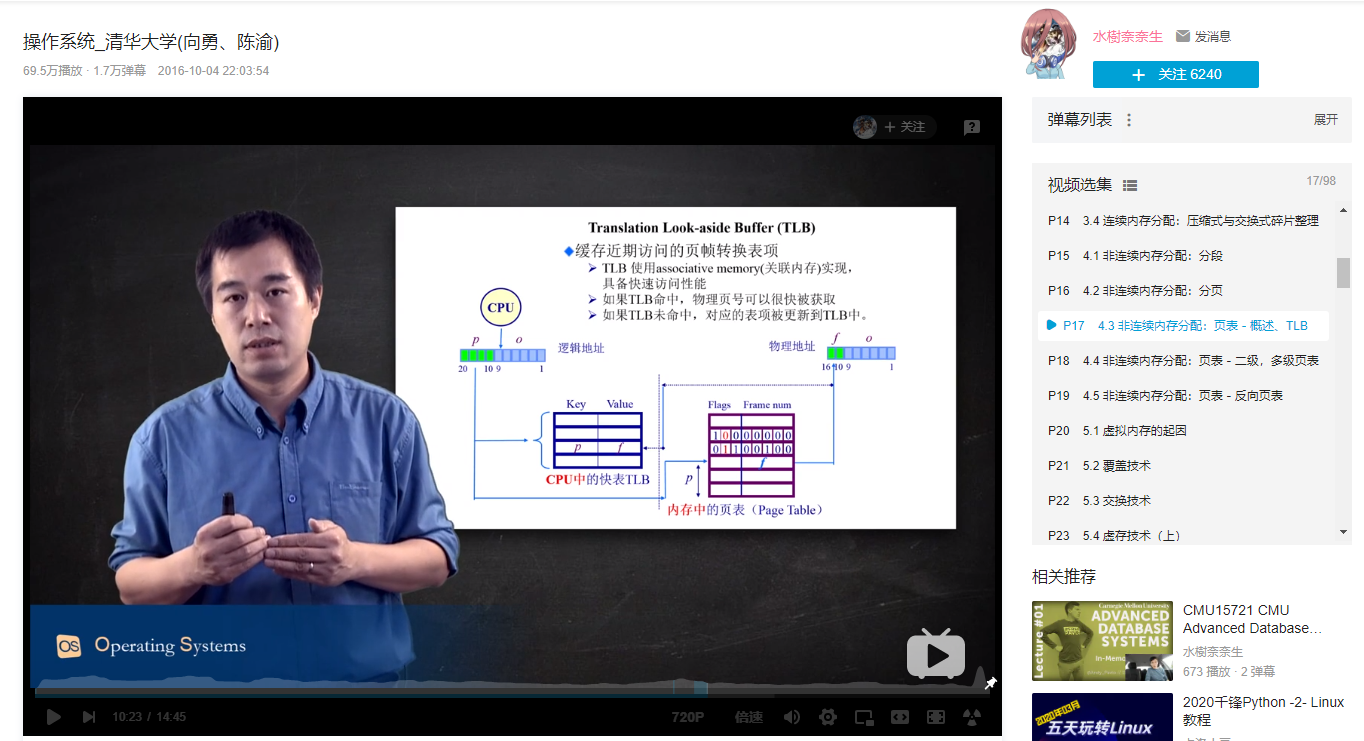 操作系统_清华大学(向勇、陈渝)
69.5万播放 · 1.7万弹幕 2016-10-04 22:03:54
水樹奈奈生 发消息
+ 关注 6240
+ 关注
Translation Look-aside Buffer (TLB)
缓存近期访问的页帧转换表项
TLB 使用associative memory(关联内存)实现，
具备快速访问性能
如果TLB命中，物理页号可以很快被获取
如果TLB未命中，对应的表项被更新到TLB中。
CPU
p o 逻辑地址
20 10 9 1
物理地址 f o
16 10 9 1
Key Value
p f
CPU中的快表TLB
Flags Frame num
1 0 0 0 0 0 0 0
0 1 1 0 0 1 0 0
f
p
内存中的页表（Page Table）
OS Operating Systems
10:23 / 14:45
720P 倍速
弹幕列表 展开
视频选集 17/98
P14 3.4 连续内存分配：压缩式与交换式碎片整理
P15 4.1 非连续内存分配：分段
P16 4.2 非连续内存分配：分页
P17 4.3 非连续内存分配：页表 - 概述、TLB
P18 4.4 非连续内存分配：页表 - 二级，多级页表
P19 4.5 非连续内存分配：页表 - 反向页表
P20 5.1 虚拟内存的起因
P21 5.2 覆盖技术
P22 5.3 交换技术
P23 5.4 虚存技术（上）
相关推荐
Lecture #01
Carnegie Mellon University
ADVANCED
DATABASE
SYSTEMS
CMU15721 CMU
Advanced Database…
水樹奈奈生
673 播放 · 2 弹幕
五天玩转Linux
2020千锋Python -2- Linux
教程